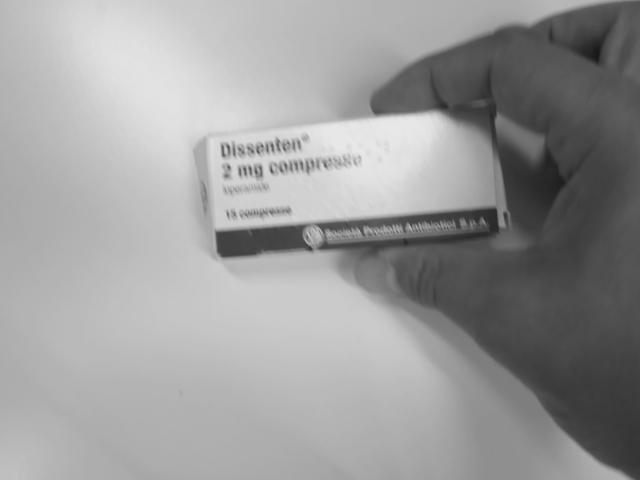 Dissenten®
2 mg compresse
loperamide
15 compresse
Società Prodotti Antibiotici S.p.A.